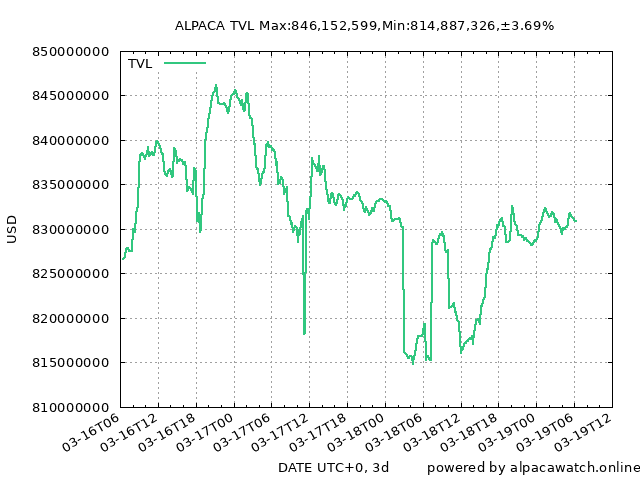 ALPACA TVL Max:846,152,599,Min:814,887,326,±3.69%
TVL
850000000
845000000
840000000
835000000
830000000
825000000
820000000
815000000
810000000
USD
03-16T06
03-16T12
03-16T18
03-17T00
03-17T06
03-17T12
03-17T18
03-18T00
03-18T06
03-18T12
03-18T18
03-19T00
03-19T06
03-19T12
DATE UTC+0, 3d
powered by alpacawatch.online